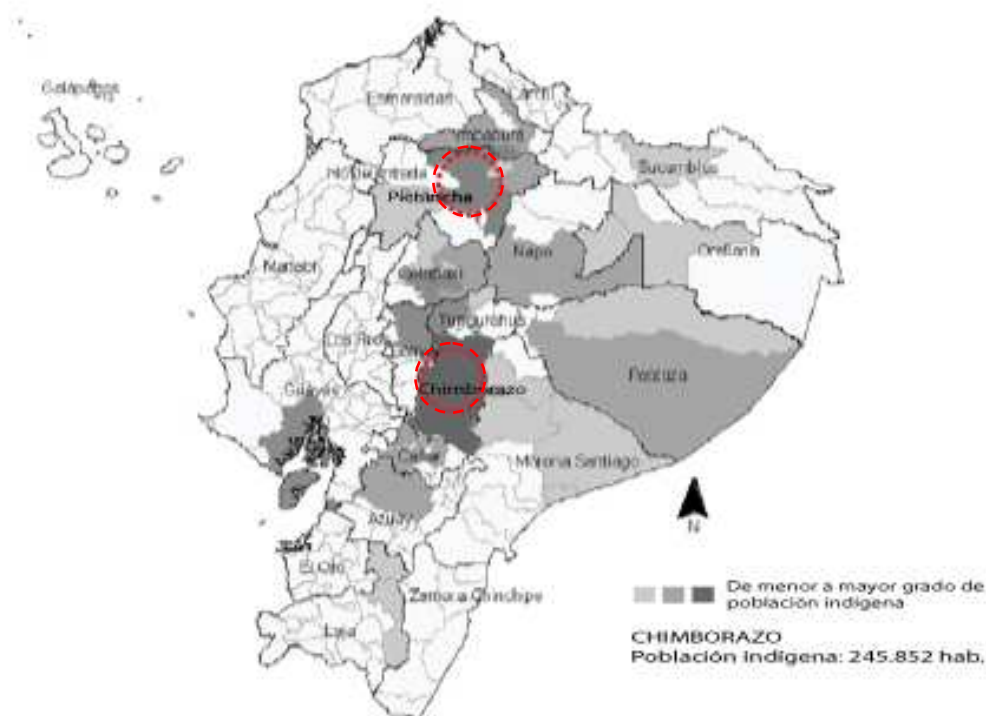 Galápagos
Esmeraldas
Carchi
Imbabura
Sucumbíos
Pichincha
Orellana
Napo
Manabí
Cotopaxi
Tungurahua
Los Ríos
Pastaza
Chimborazo
Guayas
Cañar
Morona Santiago
Azuay
N
El Oro
Zamora Chinchipe
Loja
De menor a mayor grado de
población indígena
CHIMBORAZO
Población indígena: 245.852 hab.